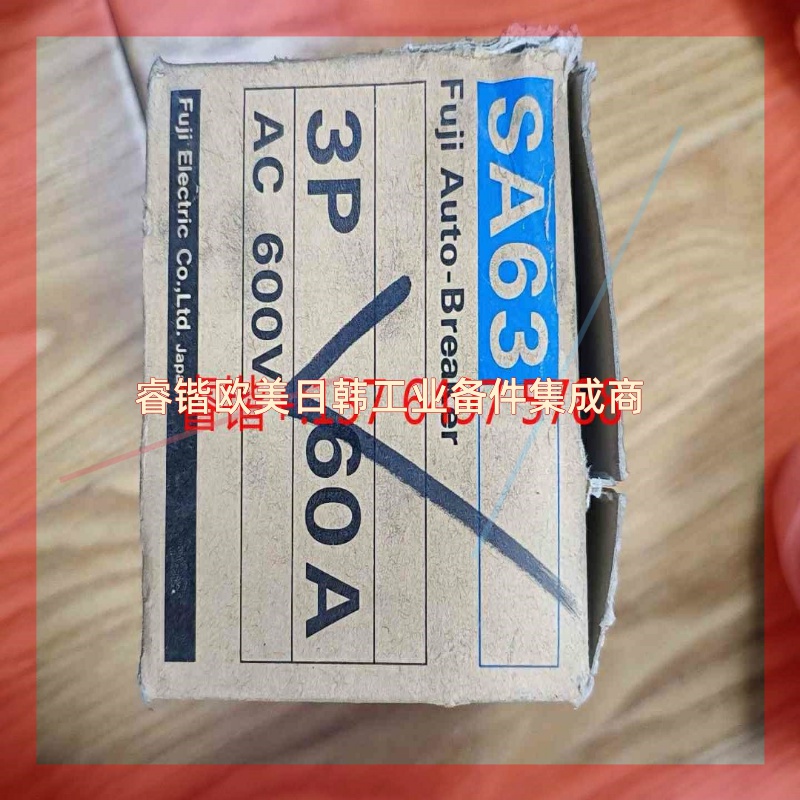 SA63
Fuji Auto-Breaker
3P 60A
AC 600V
Fuji Electric Co.,Ltd. Japan
睿锴欧美日韩工业备件集成商